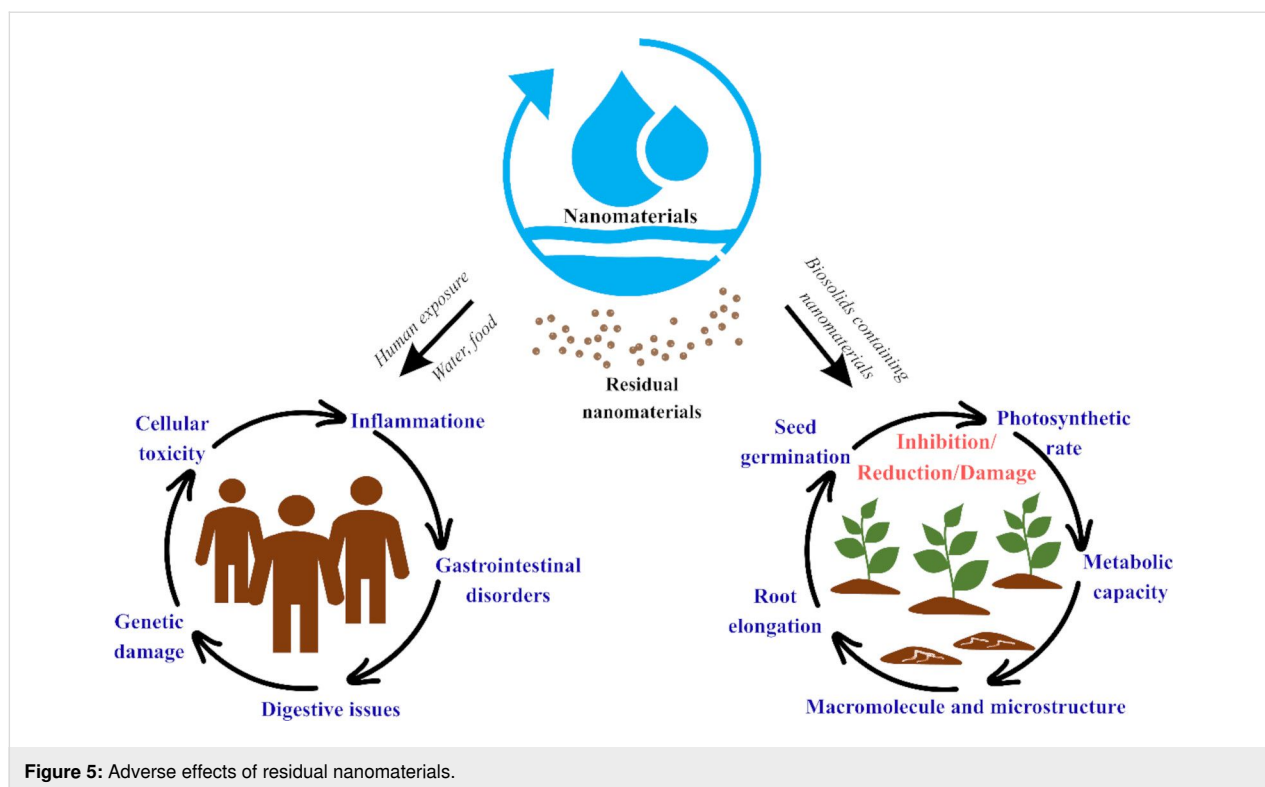 Nanomaterials
Human exposure
Water, food
Biosolids containing
nanomaterials
Residual
nanomaterials
Cellular
toxicity
Inflammatione
Gastrointestinal
disorders
Digestive issues
Genetic
damage
Seed
germination
Photosynthetic
rate
Inhibition/
Reduction/Damage
Metabolic
capacity
Macromolecule and microstructure
Root
elongation
Figure 5: Adverse effects of residual nanomaterials.